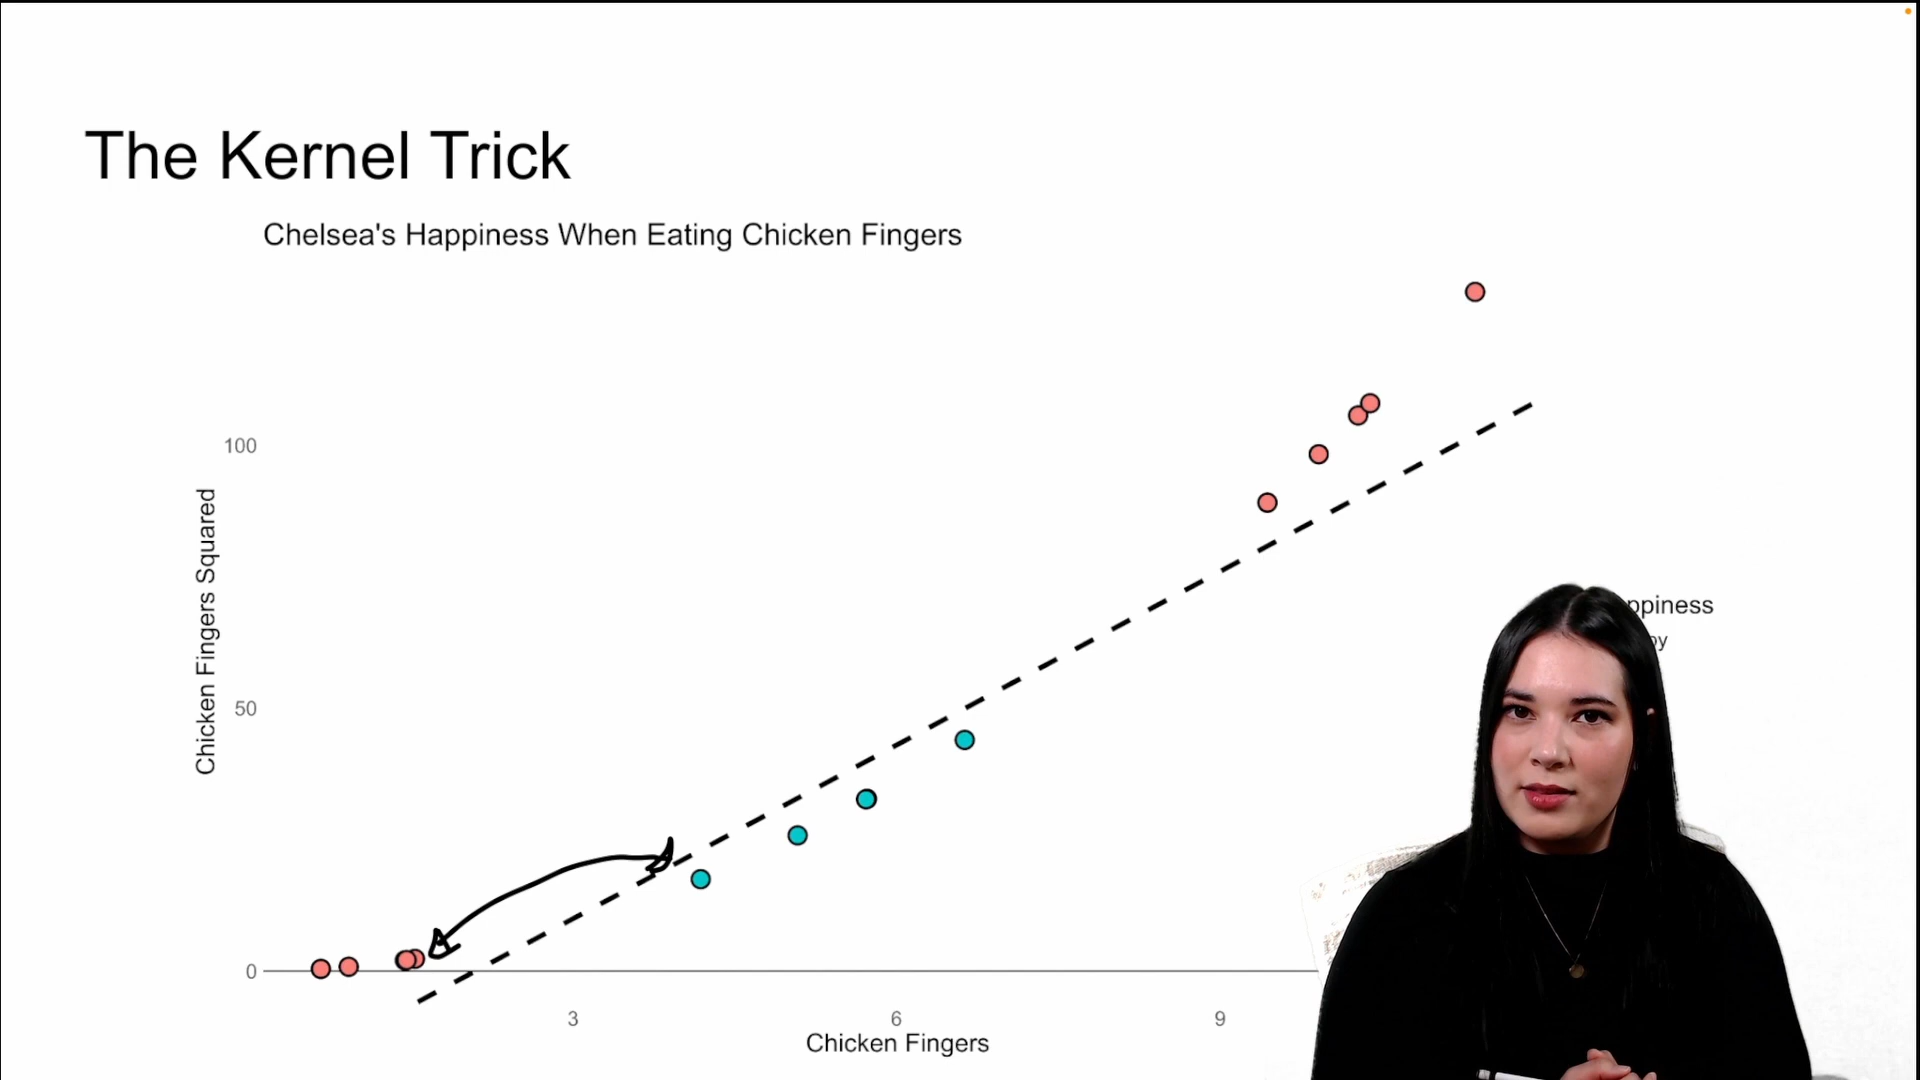 The Kernel Trick
Chelsea's Happiness When Eating Chicken Fingers
100
Chicken Fingers Squared
50
0
3
6
9
Chicken Fingers